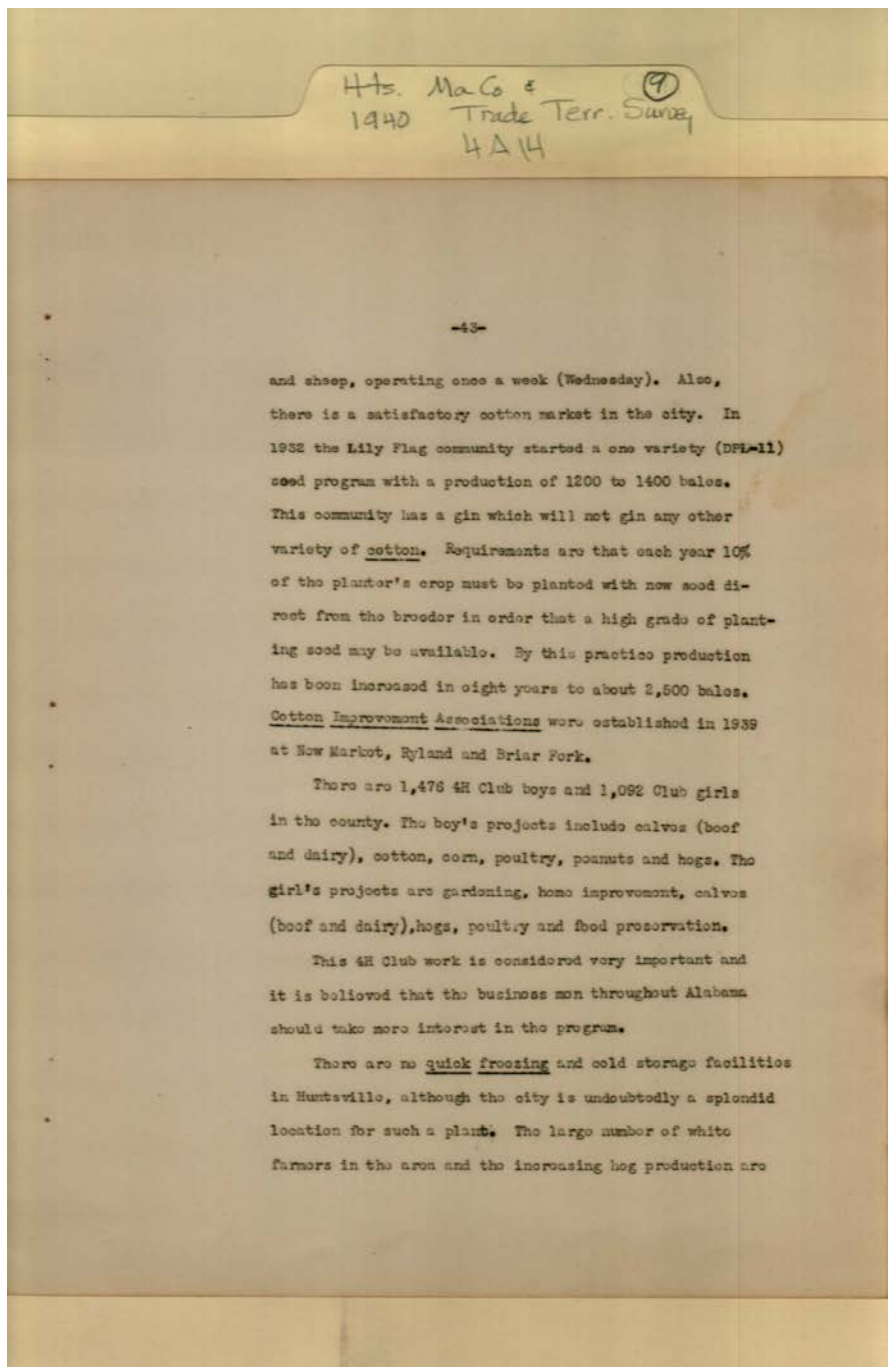 Hts. Ma Co & 9
1940 Trade Terr. Survey
4A14
-43-
and sheep, operating once a week (Wednesday). Also,
there is a satisfactory cotton market in the city. In
1932 the Lily Flag community started a one variety (DPL-11)
seed program with a production of 1200 to 1400 bales.
This community has a gin which will not gin any other
variety of cotton. Requirements are that each year 10%
of the planter's crop must be planted with new seed di-
rect from the breeder in order that a high grade of plant-
ing seed may be available. By this practice production
has been increased in eight years to about 2,500 bales.
Cotton Improvement Associations were established in 1939
at New Market, Ryland and Briar Fork.
There are 1,476 4H Club boys and 1,092 Club girls
in the county. The boy's projects include calves (beef
and dairy), cotton, corn, poultry, peanuts and hogs. The
girl's projects are gardening, home improvement, calves
(beef and dairy),hogs, poultry and food preservation.
This 4H Club work is considered very important and
it is believed that the business men throughout Alabama
should take more interest in the program.
There are no quick freezing and cold storage facilities
in Huntsville, although the city is undoubtedly a splendid
location for such a plant. The large number of white
farmers in the area and the increasing hog production are